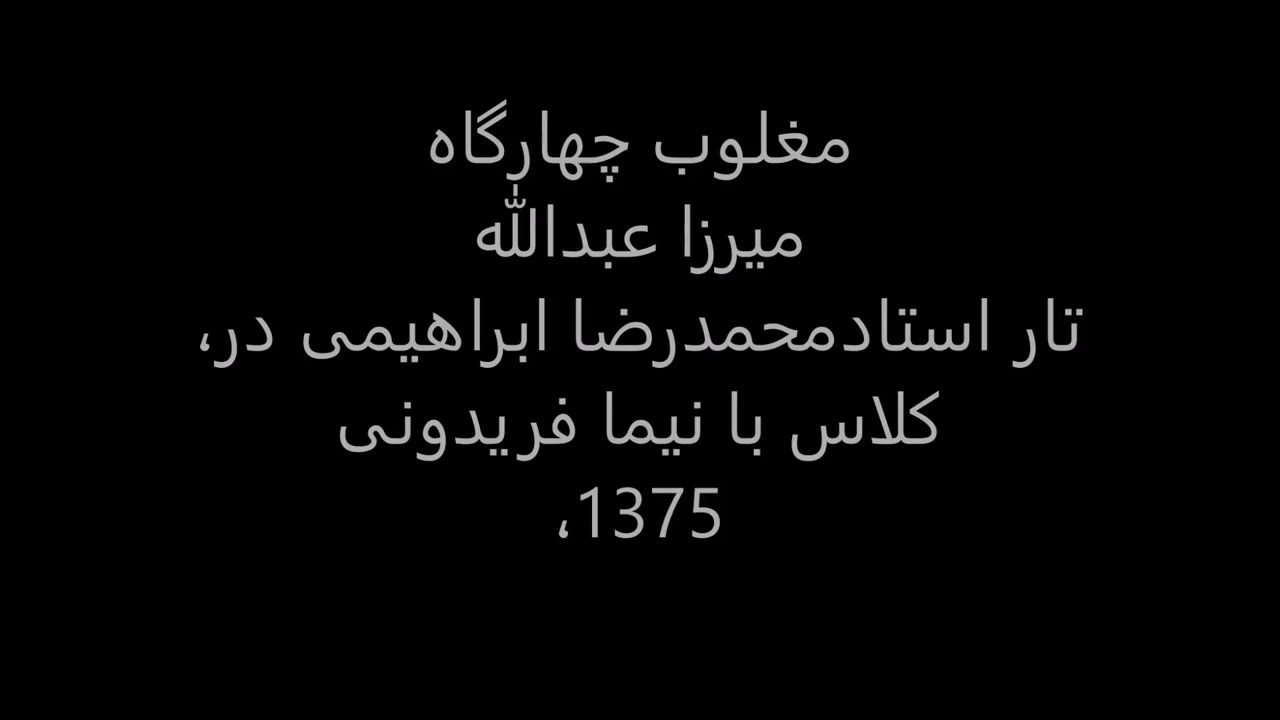 مغلوب چهارگاه
میرزا عبدالله
تار استادمحمدرضا ابراهیمی در،
کلاس با نیما فریدونی
1375،